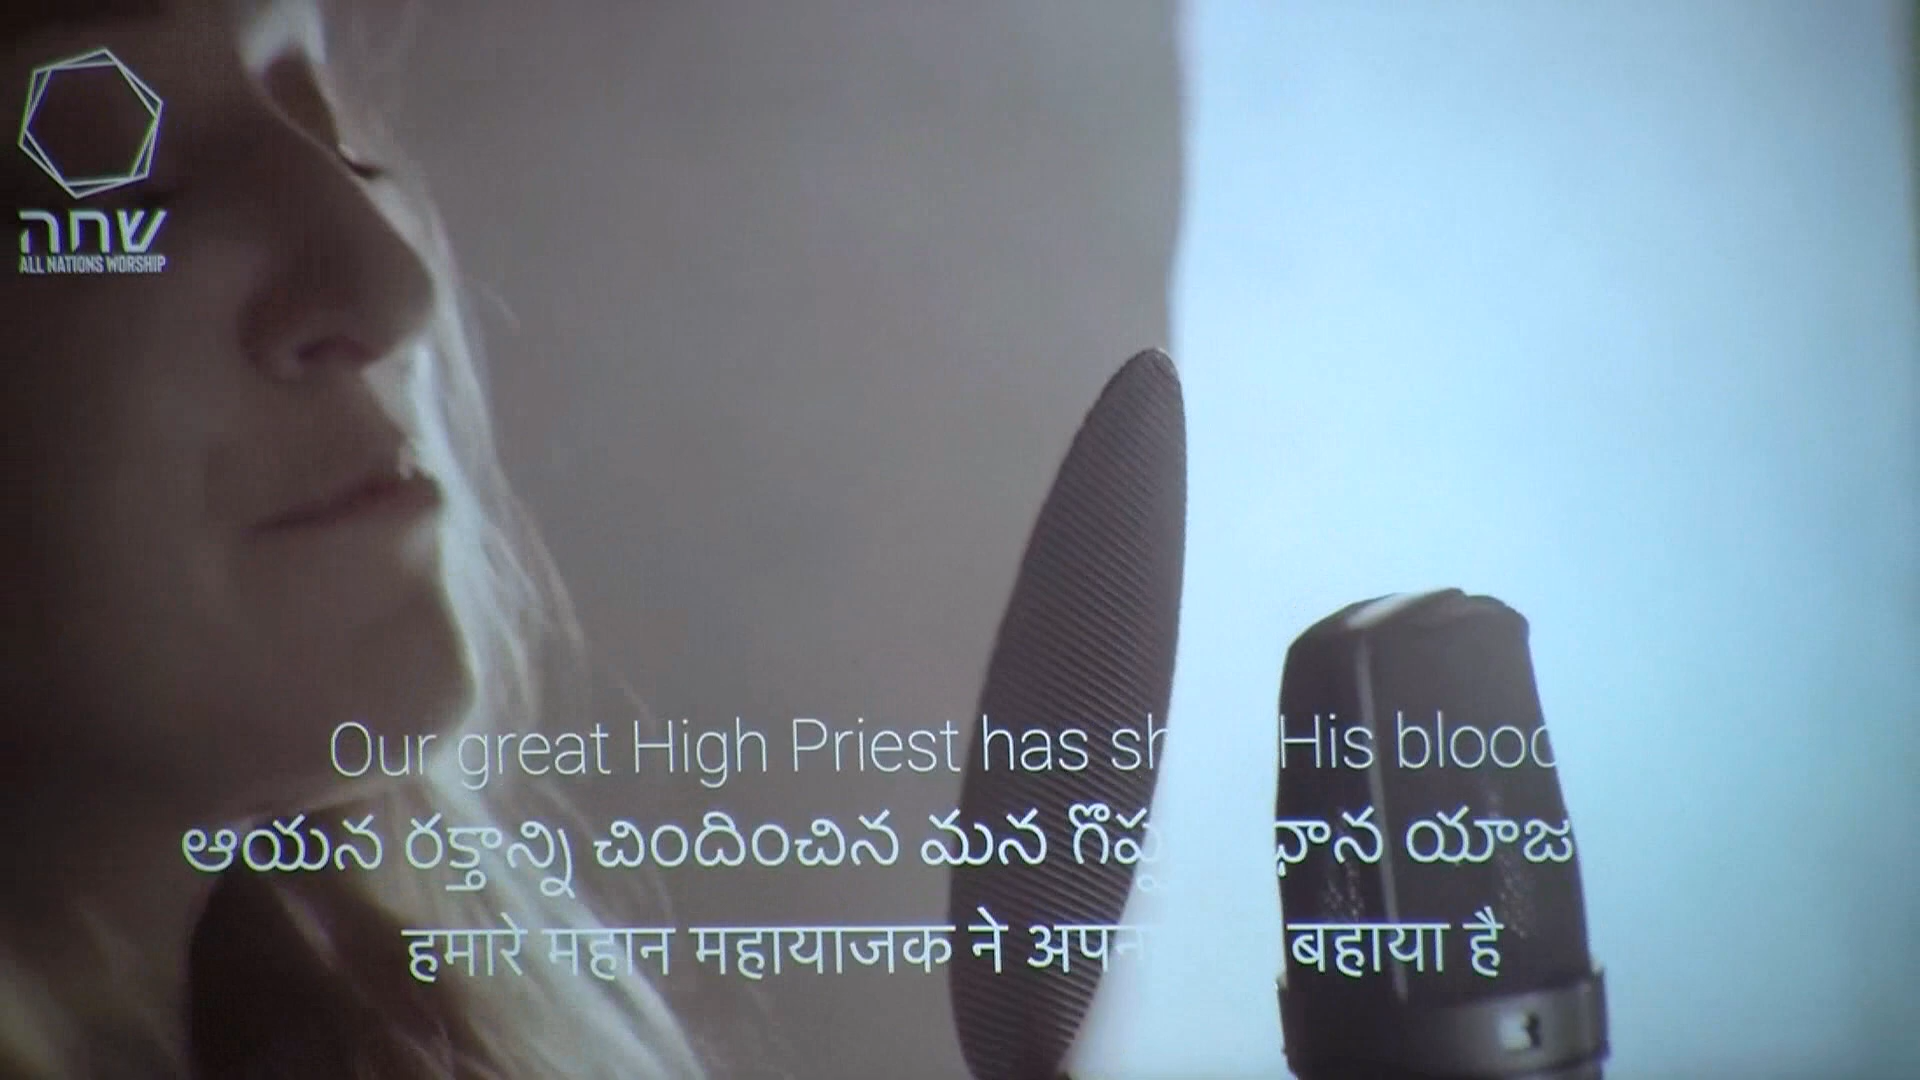 שחה
ALL NATIONS WORSHIP
Our great High Priest has His blood
ఆయన రక్తాన్ని చిందించిన మన
हमारे महान महायाजक ने बहाया है